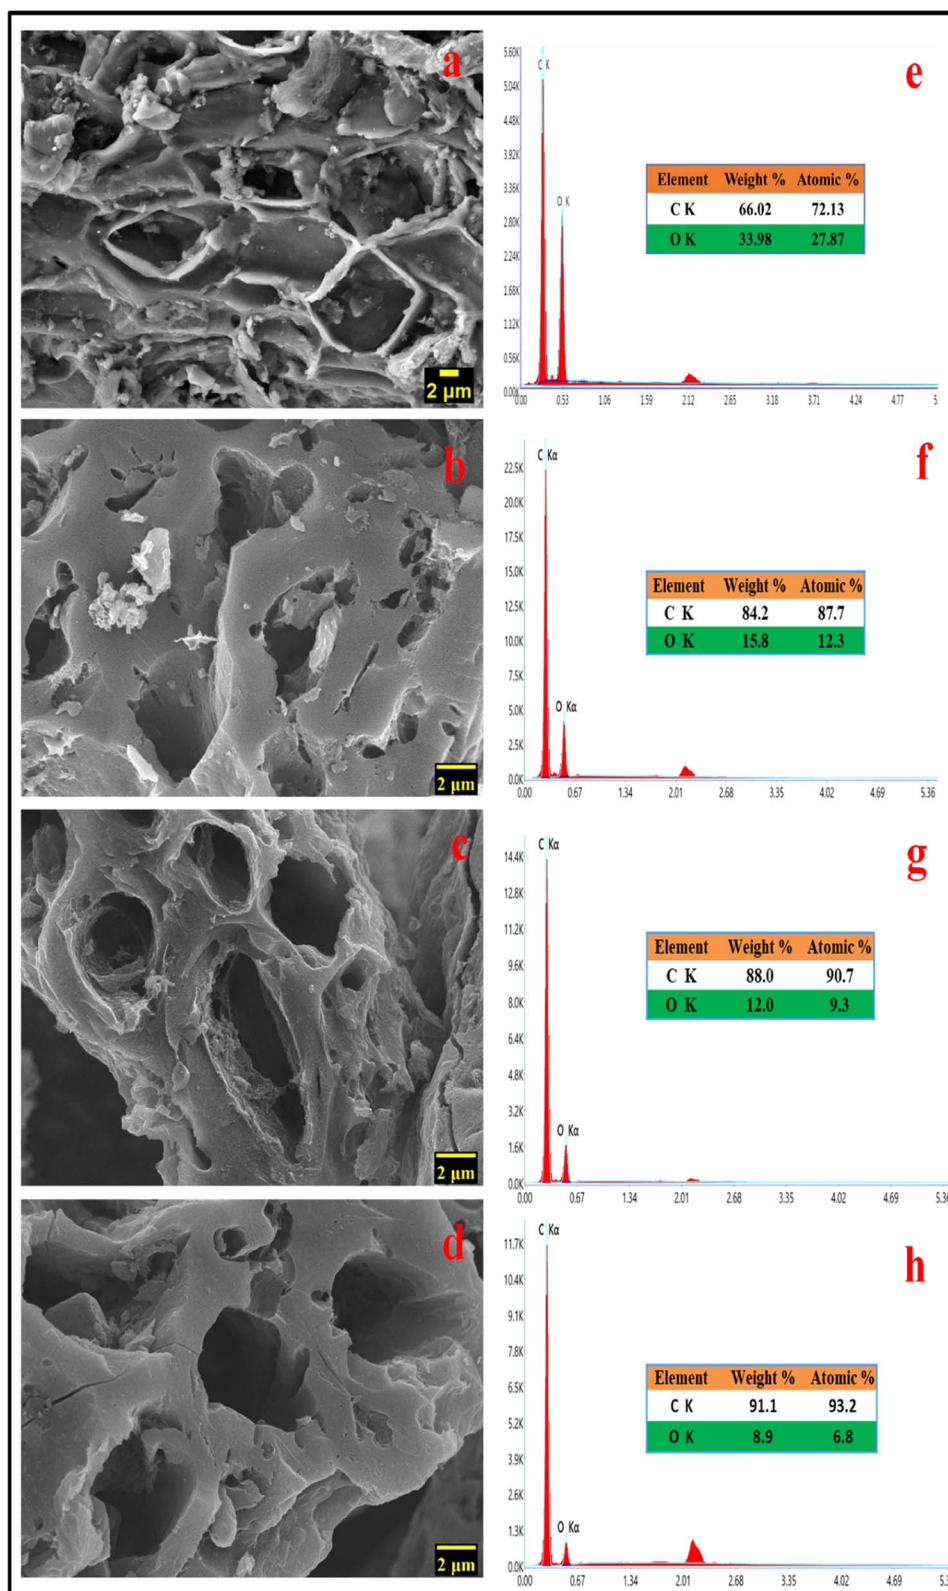 a
2 μm
b
2 μm
c
2 μm
d
2 μm
e
5.60K
5.04K
4.48K
3.92K
3.36K
2.80K
2.24K
1.68K
1.12K
0.56K
0.00K
C K
O K
0.00 0.53 1.06 1.59 2.12 2.65 3.18 3.71 4.24 4.77
Element Weight % Atomic %
C K 66.02 72.13
O K 33.98 27.87
f
22.5K
20.0K
17.5K
15.0K
12.5K
10.0K
7.5K
5.0K
2.5K
0.0K
C Kα
O Kα
0.00 0.67 1.34 2.01 2.68 3.35 4.02 4.69 5.36
Element Weight % Atomic %
C K 84.2 87.7
O K 15.8 12.3
g
14.4K
12.8K
11.2K
9.6K
8.0K
6.4K
4.8K
3.2K
1.6K
0.0K
C Kα
O Kα
0.00 0.67 1.34 2.01 2.68 3.35 4.02 4.69 5.36
Element Weight % Atomic %
C K 88.0 90.7
O K 12.0 9.3
h
11.7K
10.4K
9.1K
7.8K
6.5K
5.2K
3.9K
2.6K
1.3K
0.0K
C Kα
O Kα
0.00 0.67 1.34 2.01 2.68 3.35 4.02 4.69
Element Weight % Atomic %
C K 91.1 93.2
O K 8.9 6.8